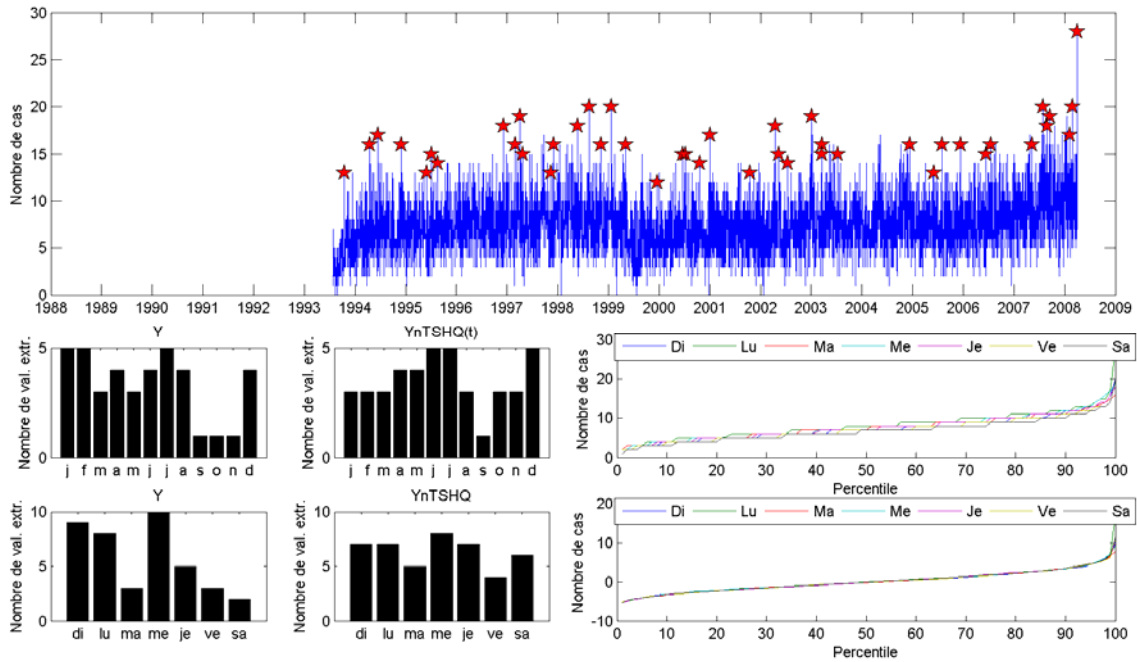 30
25
20
15
10
5
0
Nombre de cas
1988 1989 1990 1991 1992 1993 1994 1995 1996 1997 1998 1999 2000 2001 2002 2003 2004 2005 2006 2007 2008 2009
Y
5
0
Nombre de val. extr.
j f m a m j j a s o n d
YnTSHQ(t)
5
0
Nombre de val. extr.
j f m a m j j a s o n d
30
20
10
0
Nombre de cas
Di Lu Ma Me Je Ve Sa
0 10 20 30 40 50 60 70 80 90 100
Percentile
Y
10
5
0
Nombre de val. extr.
di lu ma me je ve sa
YnTSHQ
10
5
0
Nombre de val. extr.
di lu ma me je ve sa
20
10
0
-10
Nombre de cas
Di Lu Ma Me Je Ve Sa
0 10 20 30 40 50 60 70 80 90 100
Percentile